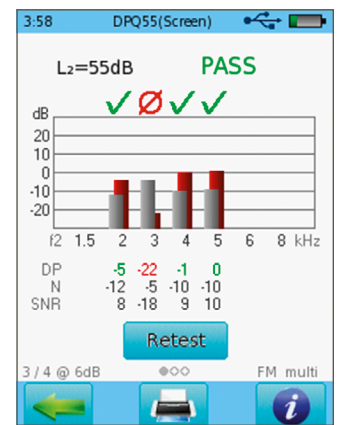 3:58 DPQ55(Screen)
L₂=55dB PASS
dB
20
10
0
-10
-20
f2 1.5 2 3 4 5 6 8 kHz
DP -5 -22 -1 0
N -12 -5 -10 -10
SNR 8 -18 9 10
Retest
3 / 4 @ 6dB FM multi
i